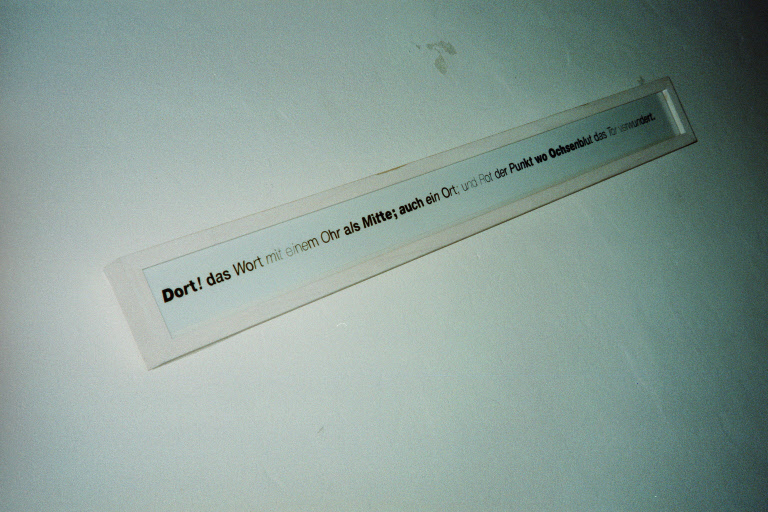 Dort! das Wort mit einem Ohr als Mitte; auch ein Ort; und Rot der Punkt wo Ochsenblut das Tor verwundert.